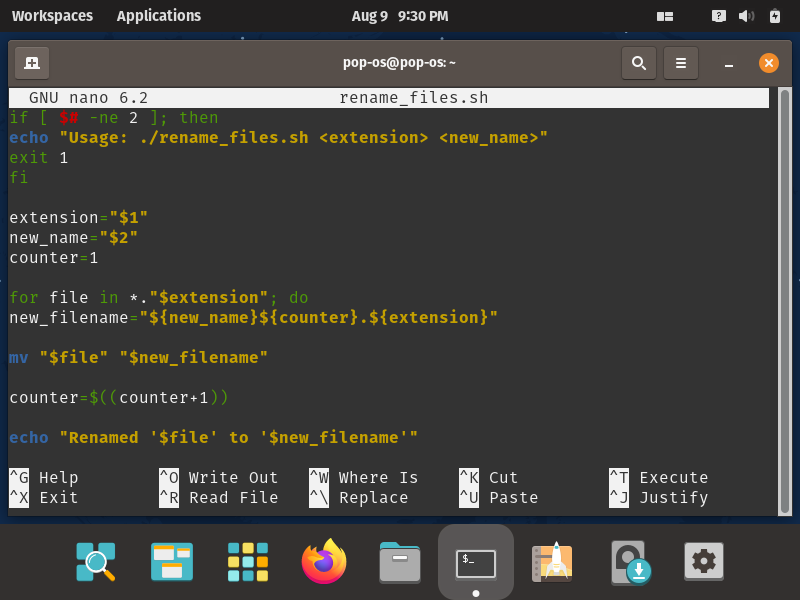 Workspaces Applications Aug 9 9:30 PM
pop-os@pop-os: ~
GNU nano 6.2 rename_files.sh
if [ $# -ne 2 ]; then
echo "Usage: ./rename_files.sh <extension> <new_name>"
exit 1
fi
extension="$1"
new_name="$2"
counter=1
for file in *."$extension"; do
new_filename="${new_name}${counter}.${extension}"
mv "$file" "$new_filename"
counter=$((counter+1))
echo "Renamed '$file' to '$new_filename'"
^G Help ^O Write Out ^W Where Is ^K Cut ^T Execute
^X Exit ^R Read File ^\ Replace ^U Paste ^J Justify
$_